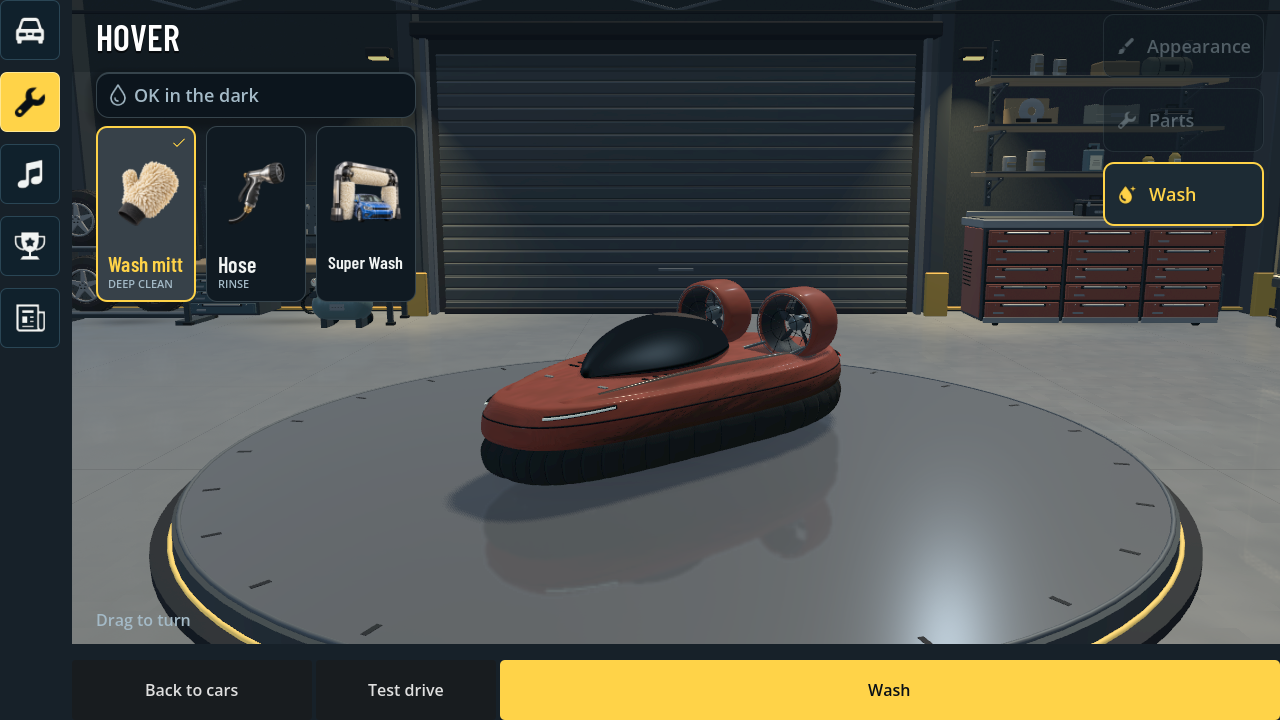 HOVER
OK in the dark
Wash mitt
DEEP CLEAN
Hose
RINSE
Super Wash
Appearance
Parts
Wash
Drag to turn
Back to cars
Test drive
Wash